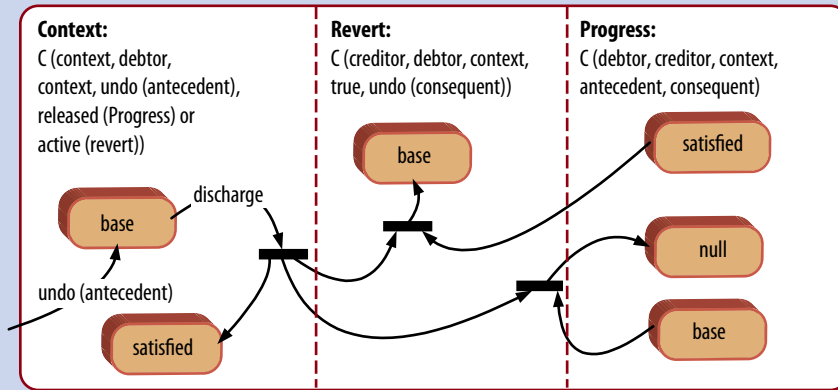 Context:
C (context, debtor,
context, undo (antecedent),
released (Progress) or
active (revert))
base
discharge
undo (antecedent)
satisfied
Revert:
C (creditor, debtor, context,
true, undo (consequent))
base
Progress:
C (debtor, creditor, context,
antecedent, consequent)
satisfied
null
base